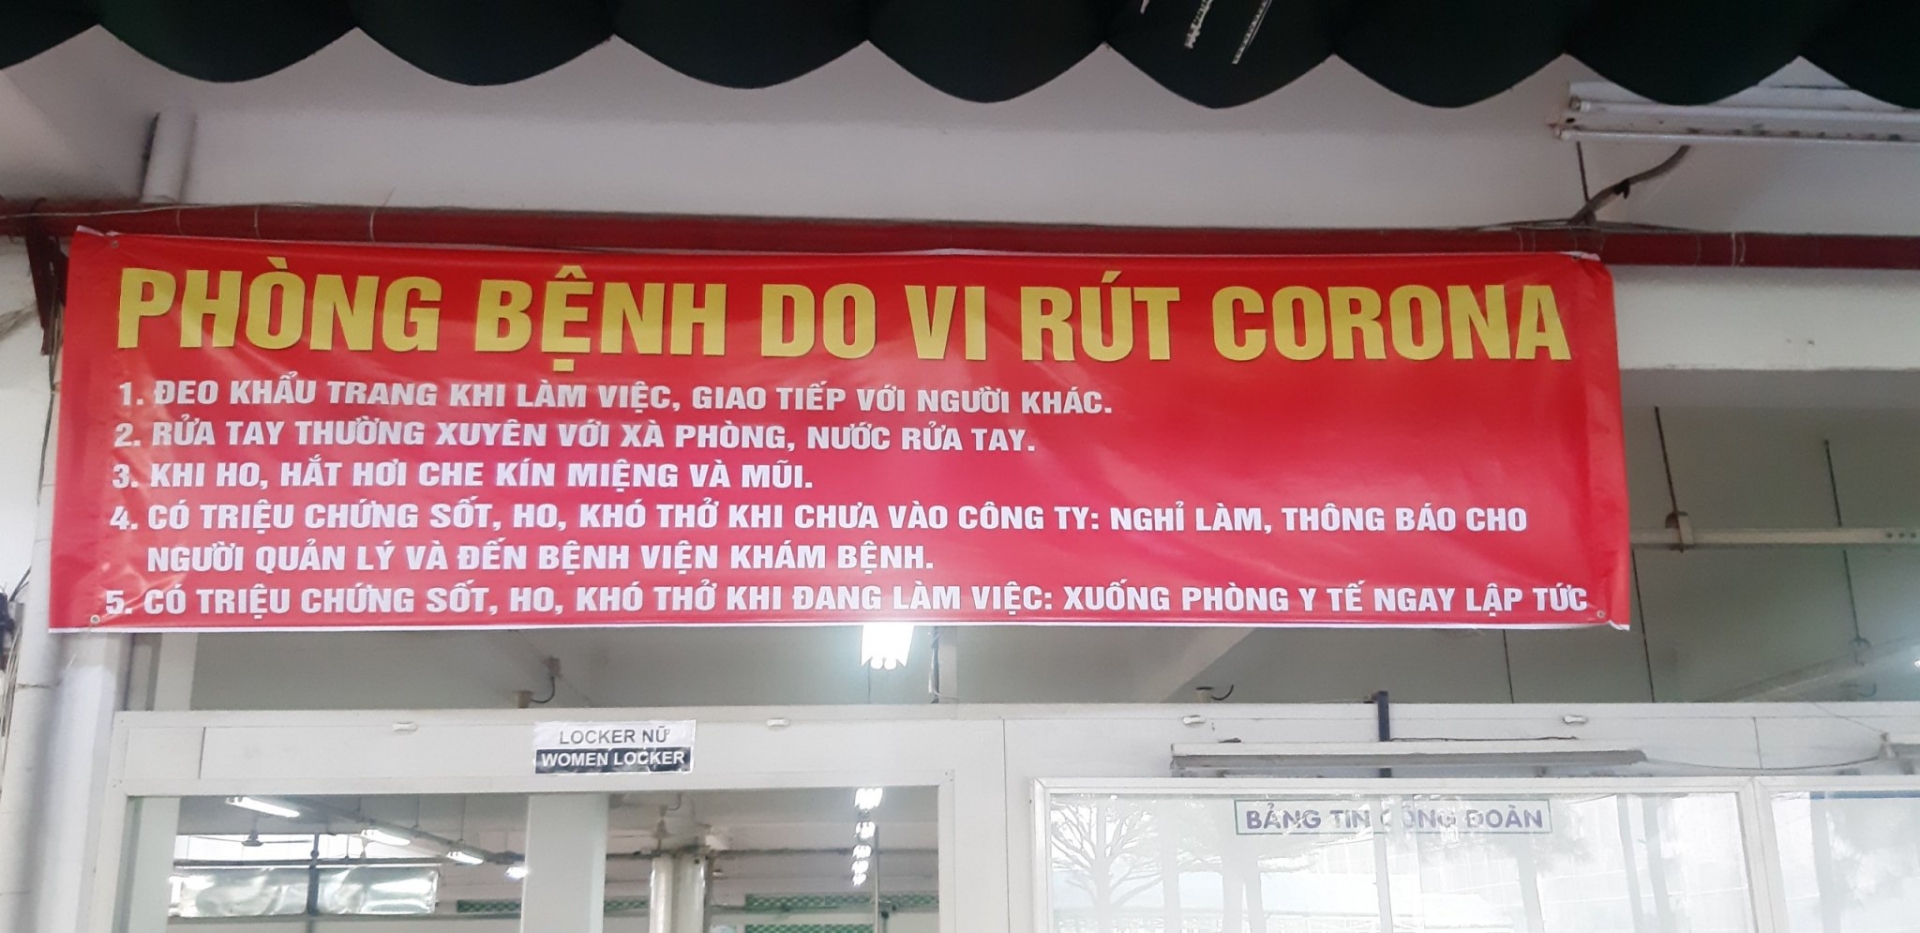 PHÒNG BỆNH DO VI RÚT CORONA
1. ĐEO KHẨU TRANG KHI LÀM VIỆC, GIAO TIẾP VỚI NGƯỜI KHÁC.
2. RỬA TAY THƯỜNG XUYÊN VỚI XÀ PHÒNG, NƯỚC RỬA TAY.
3. KHI HO, HẮT HƠI CHE KÍN MIỆNG VÀ MŨI.
4. CÓ TRIỆU CHỨNG SỐT, HO, KHÓ THỞ KHI CHƯA VÀO CÔNG TY: NGHỈ LÀM, THÔNG BÁO CHO
NGƯỜI QUẢN LÝ VÀ ĐẾN BỆNH VIỆN KHÁM BỆNH.
5. CÓ TRIỆU CHỨNG SỐT, HO, KHÓ THỞ KHI ĐANG LÀM VIỆC: XUỐNG PHÒNG Y TẾ NGAY LẬP TỨC
LOCKER NỮ
WOMEN LOCKER
BẢNG TIN CÔNG ĐOÀN